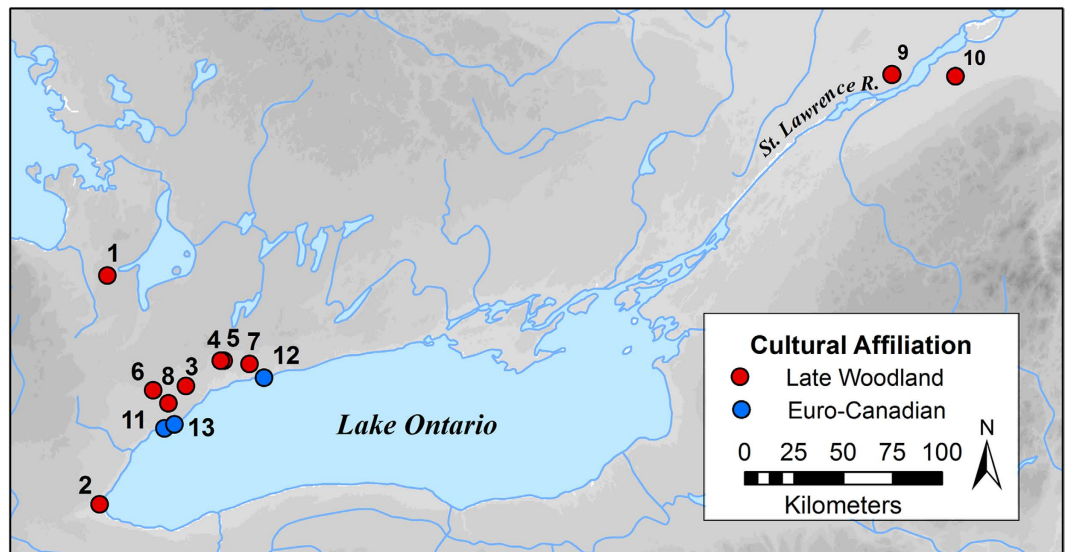 9
10
St. Lawrence R.
1
4
5
7
12
6
8
3
11
13
2
Lake Ontario
Cultural Affiliation
Late Woodland
Euro-Canadian
N
0 25 50 75 100
Kilometers